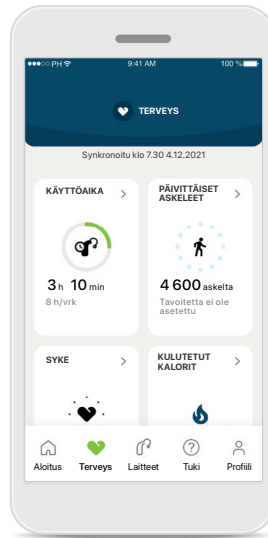 PH 9:41 AM 100 %
TERVEYS
Synkronoitu klo 7.30 4.12.2021
KÄYTTÖAIKA
PÄIVITTÄISET
ASKELEET
3 h 10 min
8 h/vrk
4 600 askelta
Tavoitetta ei ole
asetettu
SYKE
KULUTETUT
KALORIT
Aloitus Terveys Laitteet Tuki Profiili